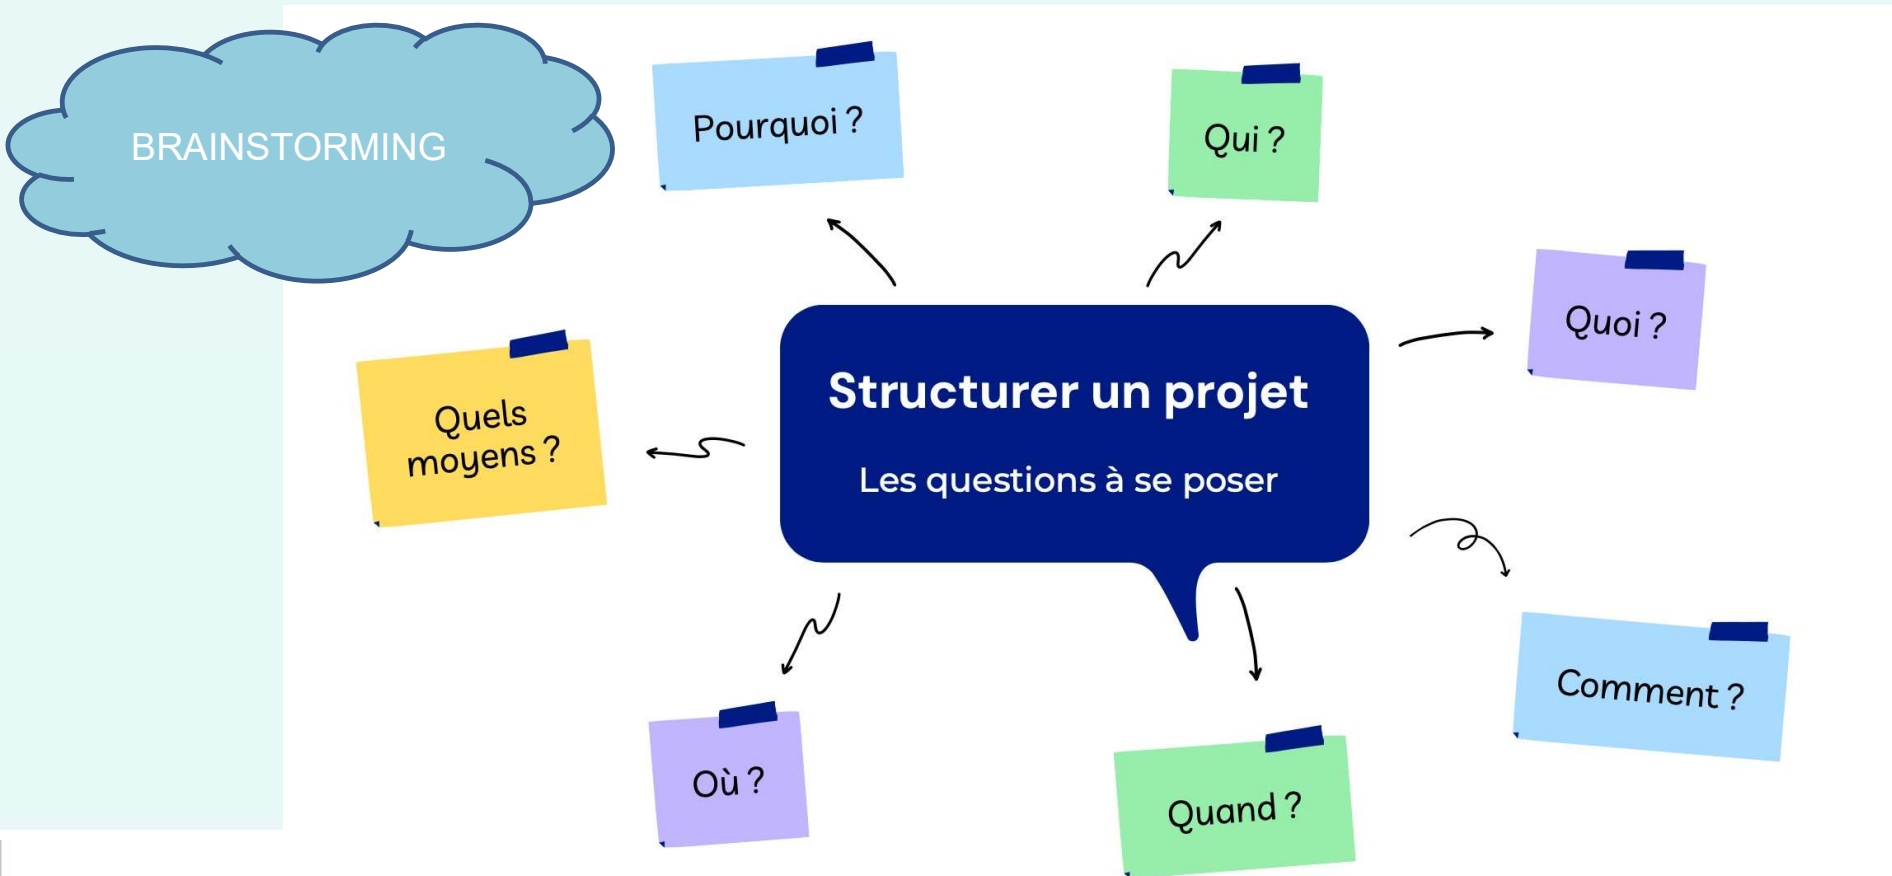 BRAINSTORMING
Pourquoi ?
Qui ?
Quoi ?
Structurer un projet
Les questions à se poser
Quels
moyens ?
Comment ?
Où ?
Quand ?